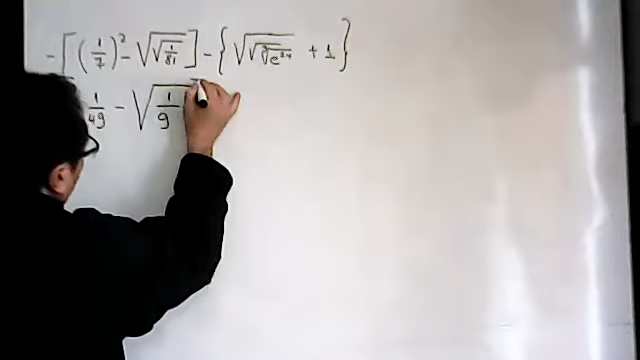 -[(1/7)² - √√(1/81)] - {√√∛e²⁴ + 1}
1/49 - √(1/9)